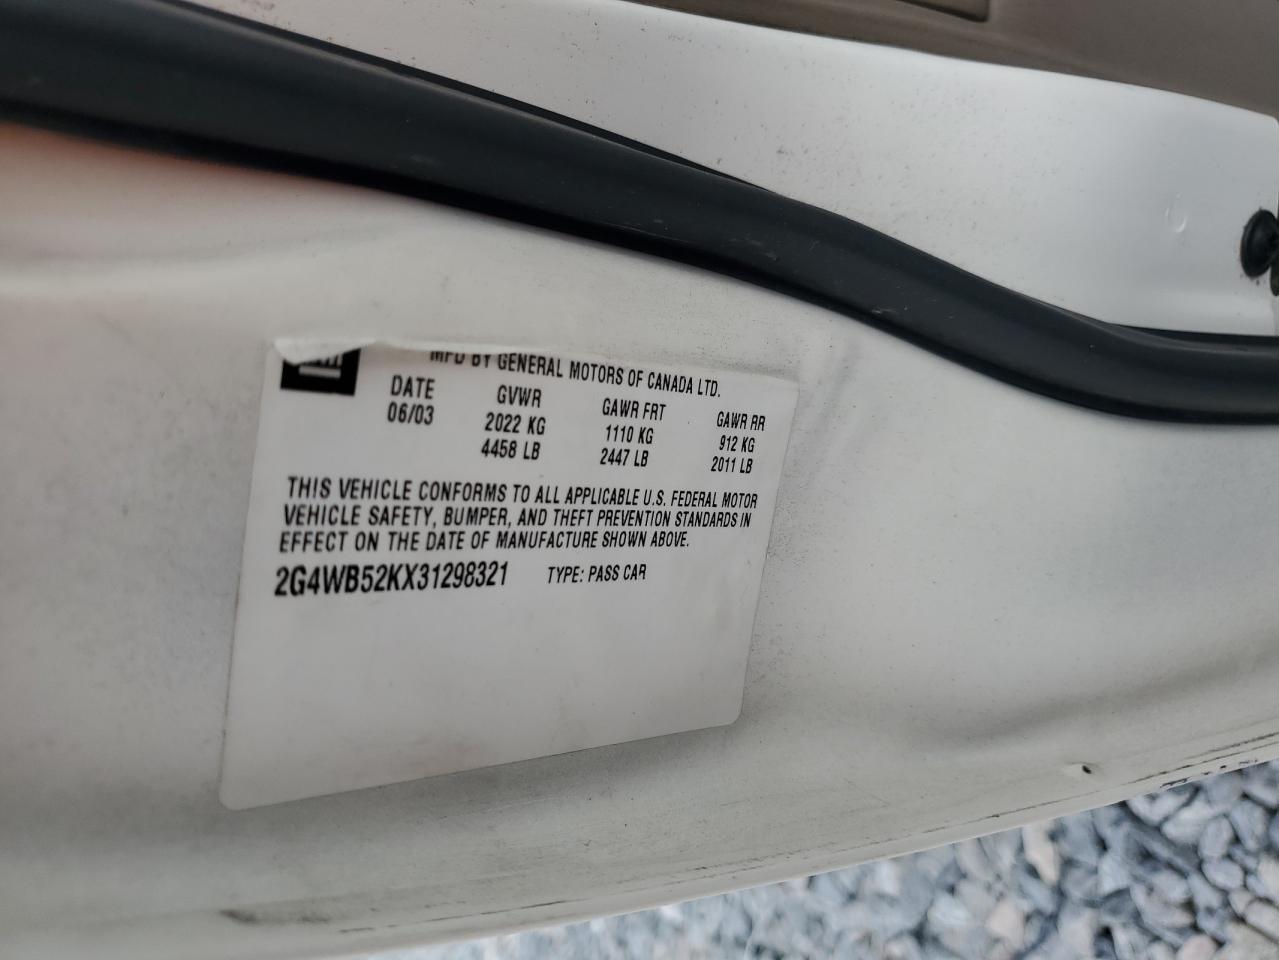 MFD BY GENERAL MOTORS OF CANADA LTD.
DATE GVWR GAWR FRT GAWR RR
06/03 2022 KG 1110 KG 912 KG
4458 LB 2447 LB 2011 LB
THIS VEHICLE CONFORMS TO ALL APPLICABLE U.S. FEDERAL MOTOR
VEHICLE SAFETY, BUMPER, AND THEFT PREVENTION STANDARDS IN
EFFECT ON THE DATE OF MANUFACTURE SHOWN ABOVE.
2G4WB52KX31298321 TYPE: PASS CAR